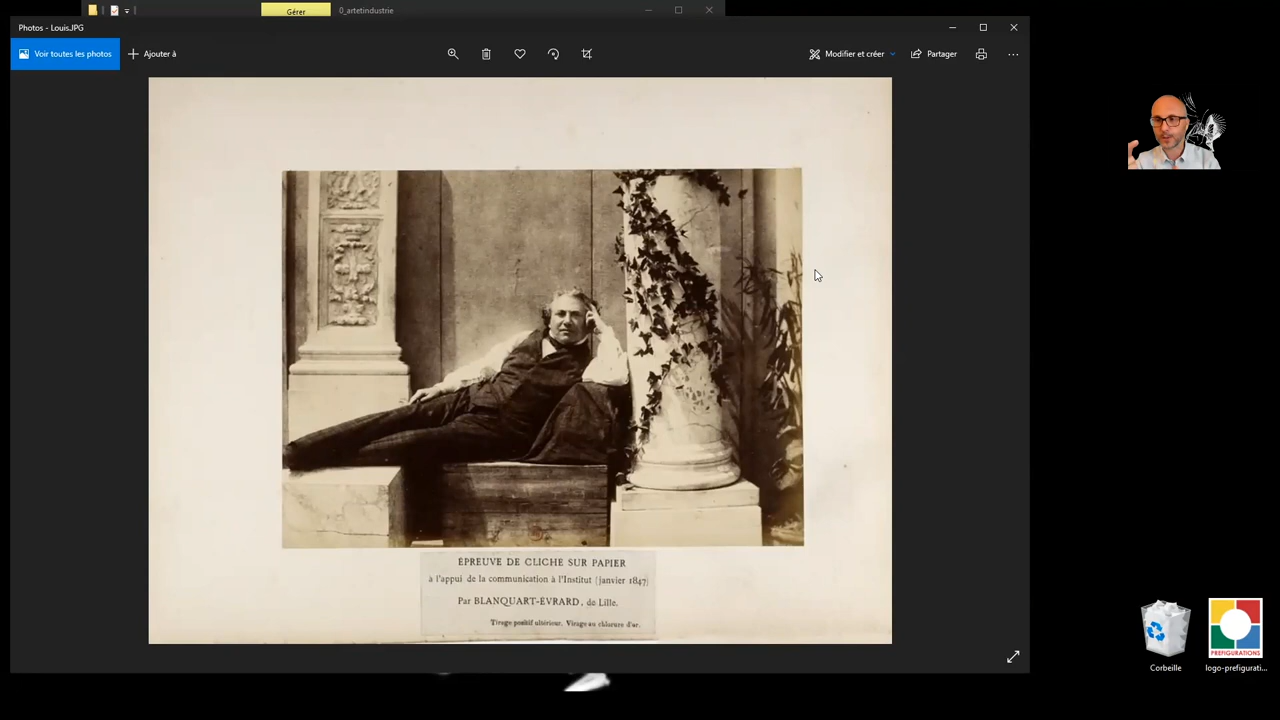 Gérer
0_artetindustrie
Photos - Louis.JPG
Voir toutes les photos
Ajouter à
Modifier et créer
Partager
ÉPREUVE DE CLICHÉ SUR PAPIER
à l'appui de la communication à l'Institut (janvier 1847)
Par BLANQUART-ÉVRARD, de Lille.
Tirage positif ultérieur. Virage au chlorure d'or.
PREFIGURATIONS
Corbeille
logo-prefigurati...